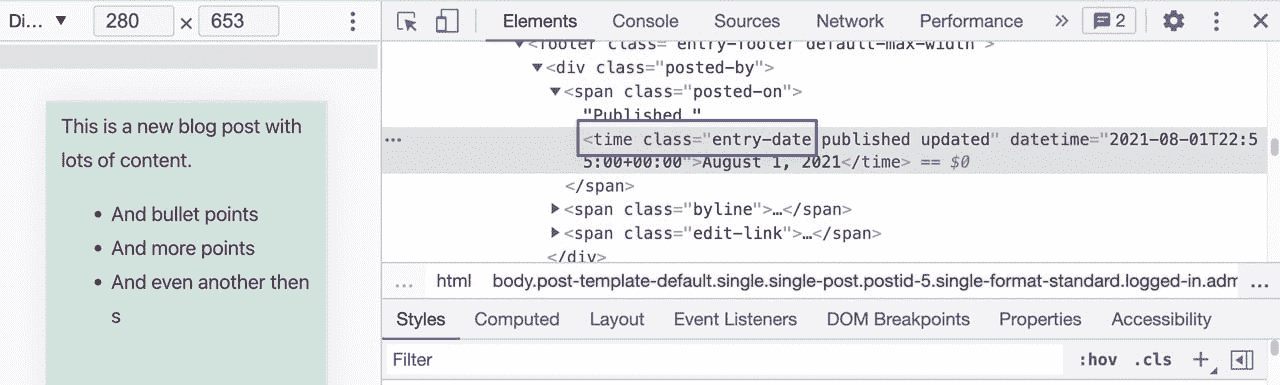 Di... ▼ 280 × 653
Elements Console Sources Network Performance » 2
This is a new blog post with
lots of content.
• And bullet points
• And more points
• And even another then
s
▼<footer class="entry-footer default-max-width">
▼<div class="posted-by">
▼<span class="posted-on">
"Published "
<time class="entry-date published updated" datetime="2021-08-01T22:5
5:00+00:00">August 1, 2021</time> == $0
</span>
▶<span class="byline">…</span>
▶<span class="edit-link">…</span>
</div>
... html body.post-template-default.single.single-post.postid-5.single-format-standard.logged-in.adm ...
Styles Computed Layout Event Listeners DOM Breakpoints Properties Accessibility
Filter :hov .cls +